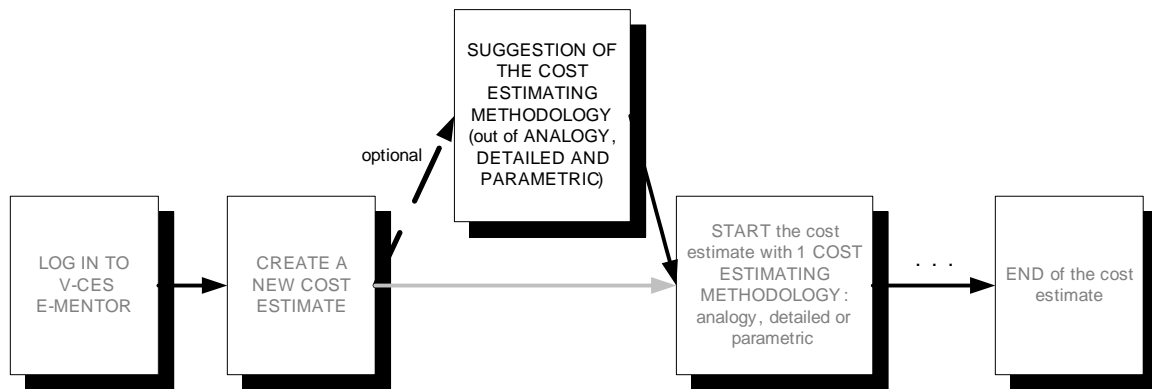 SUGGESTION OF
THE COST
ESTIMATING
METHODOLOGY
(out of ANALOGY,
DETAILED AND
PARAMETRIC)
optional
LOG IN TO
V-CES
E-MENTOR
CREATE A
NEW COST
ESTIMATE
START the cost
estimate with 1 COST
ESTIMATING
METHODOLOGY:
analogy, detailed or
parametric
. . .
END of the cost
estimate